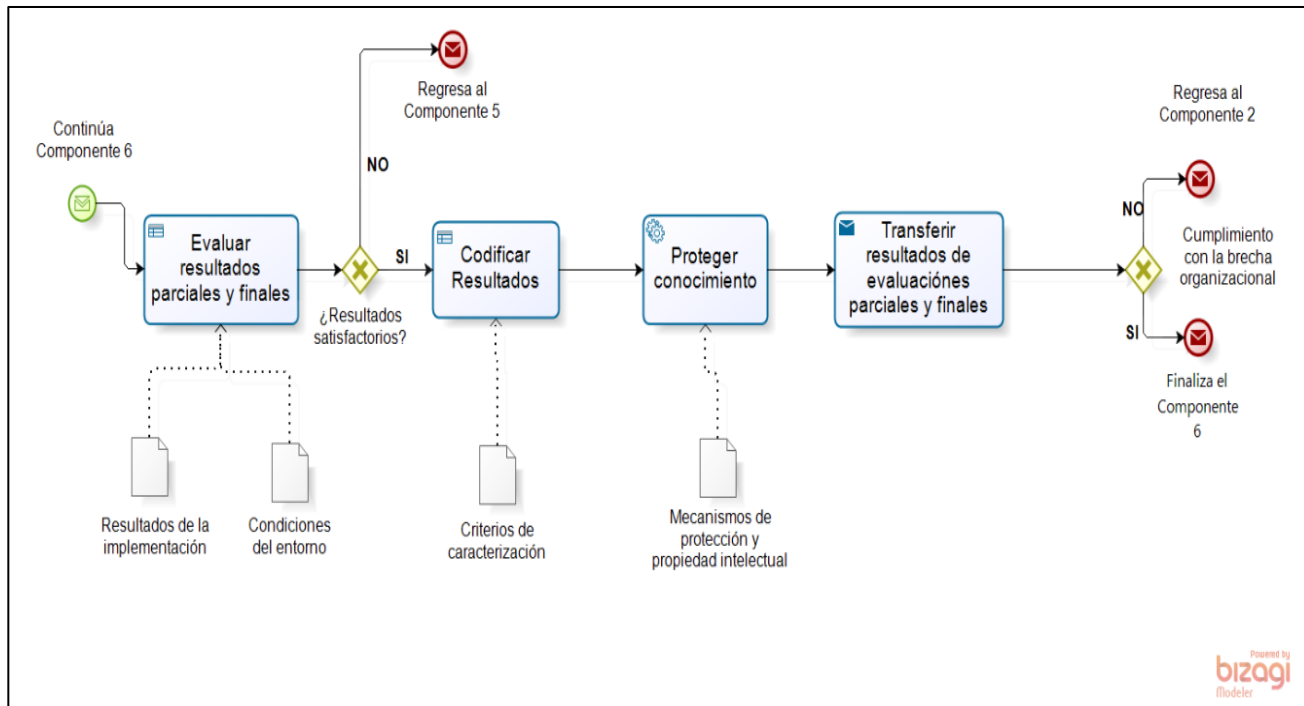 Continúa
Componente 6
Evaluar
resultados
parciales y finales
Resultados de la
implementación
Condiciones
del entorno
¿Resultados
satisfactorios?
NO
Regresa al
Componente 5
SI
Codificar
Resultados
Criterios de
caracterización
Proteger
conocimiento
Mecanismos de
protección y
propiedad intelectual
Transferir
resultados de
evaluaciónes
parciales y finales
NO
Regresa al
Componente 2
Cumplimiento
con la brecha
organizacional
SI
Finaliza el
Componente
6
Powered by
bizagi
Modeler